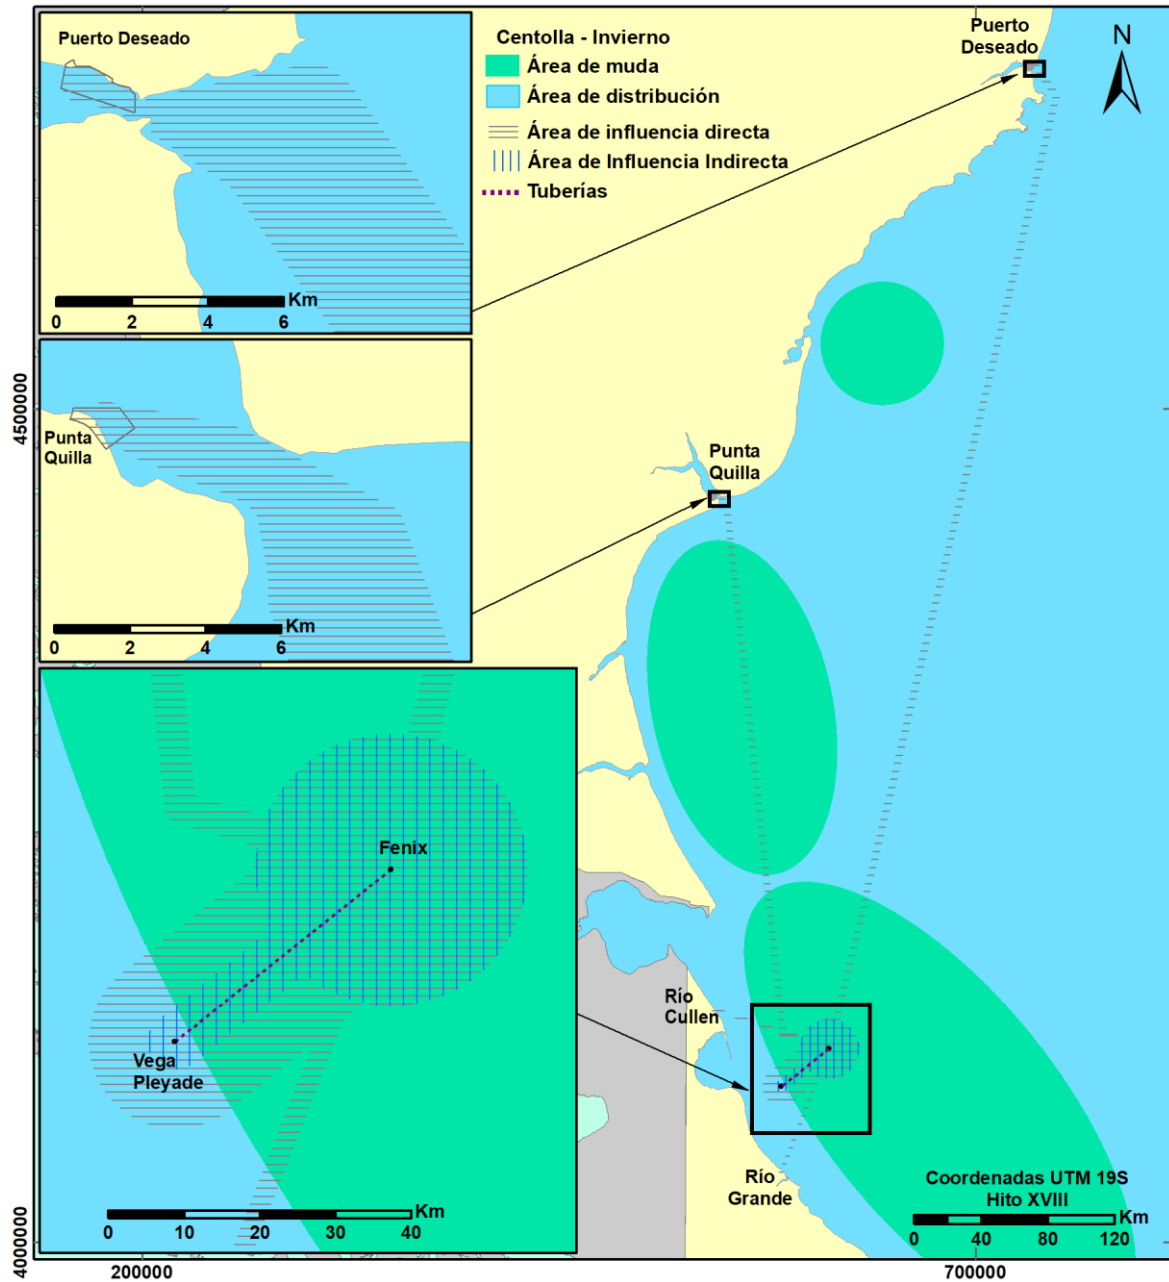 Puerto Deseado
Km
0 2 4 6
Punta
Quilla
Km
0 2 4 6
Fenix
Vega
Pleyade
0 10 20 30 40
Km
Centolla - Invierno
Área de muda
Área de distribución
Área de influencia directa
Área de Influencia Indirecta
Tuberías
Puerto
Deseado
N
Punta
Quilla
Río
Cullen
Río
Grande
Coordenadas UTM 19S
Hito XVIII
Km
0 40 80 120
4500000
4000000
200000
700000